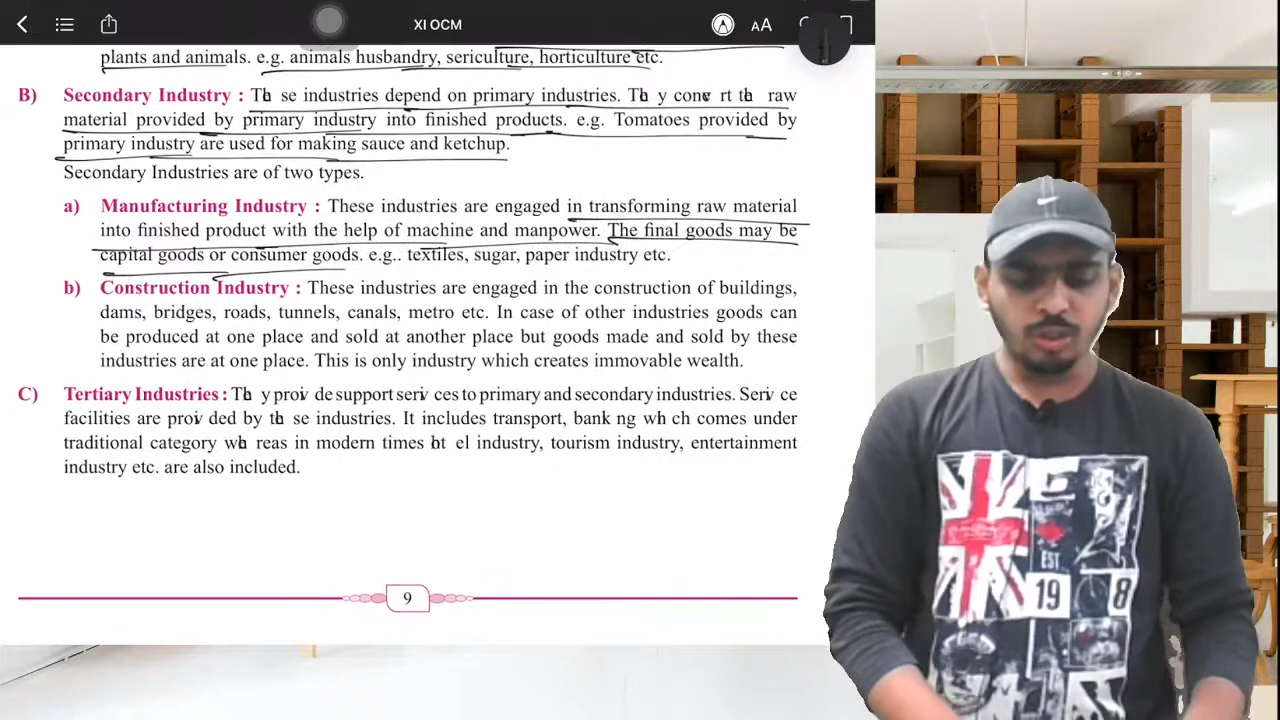 XI OCM
AA
plants and animals. e.g. animals husbandry, sericulture, horticulture etc.
B) Secondary Industry : Th se industries depend on primary industries. Th y conv rt th raw
material provided by primary industry into finished products. e.g. Tomatoes provided by
primary industry are used for making sauce and ketchup.
Secondary Industries are of two types.
a) Manufacturing Industry : These industries are engaged in transforming raw material
into finished product with the help of machine and manpower. The final goods may be
capital goods or consumer goods. e.g.. textiles, sugar, paper industry etc.
b) Construction Industry : These industries are engaged in the construction of buildings,
dams, bridges, roads, tunnels, canals, metro etc. In case of other industries goods can
be produced at one place and sold at another place but goods made and sold by these
industries are at one place. This is only industry which creates immovable wealth.
C) Tertiary Industries : Th y prov de support serv ces to primary and secondary industries. Serv ce
facilities are prov ded by th se industries. It includes transport, bank ng wh ch comes under
traditional category wh reas in modern times hot el industry, tourism industry, entertainment
industry etc. are also included.
9
EST
19 8